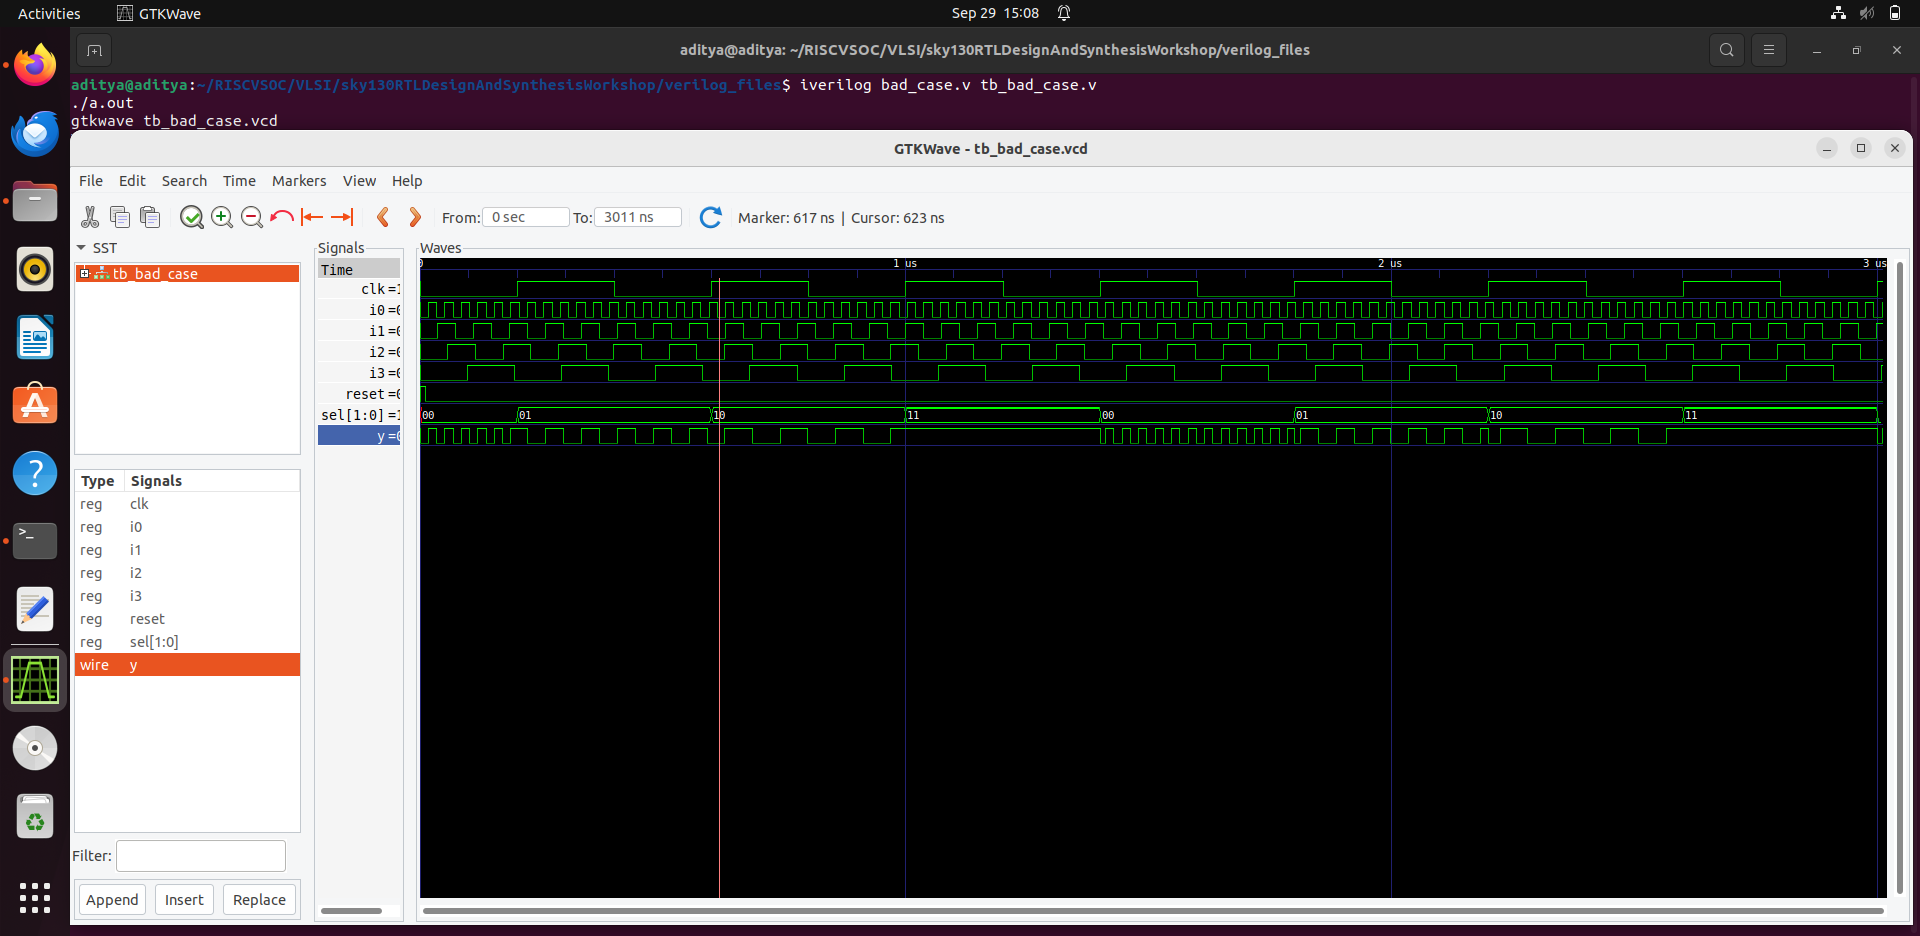 Activities GTKWave Sep 29 15:08
aditya@aditya: ~/RISCVSOC/VLSI/sky130RTLDesignAndSynthesisWorkshop/verilog_files
aditya@aditya:~/RISCVSOC/VLSI/sky130RTLDesignAndSynthesisWorkshop/verilog_files$ iverilog bad_case.v tb_bad_case.v
./a.out
gtkwave tb_bad_case.vcd
GTKWave - tb_bad_case.vcd
File Edit Search Time Markers View Help
From: 0 sec To: 3011 ns Marker: 617 ns | Cursor: 623 ns
SST
tb_bad_case
Type Signals
reg clk
reg i0
reg i1
reg i2
reg i3
reg reset
reg sel[1:0]
wire y
Filter:
Append Insert Replace
Signals
Time
clk=1
i0=0
i1=0
i2=0
i3=0
reset=0
sel[1:0]=1
y=0
Waves
0 1 us 2 us 3 us
00 01 10 11 00 01 10 11